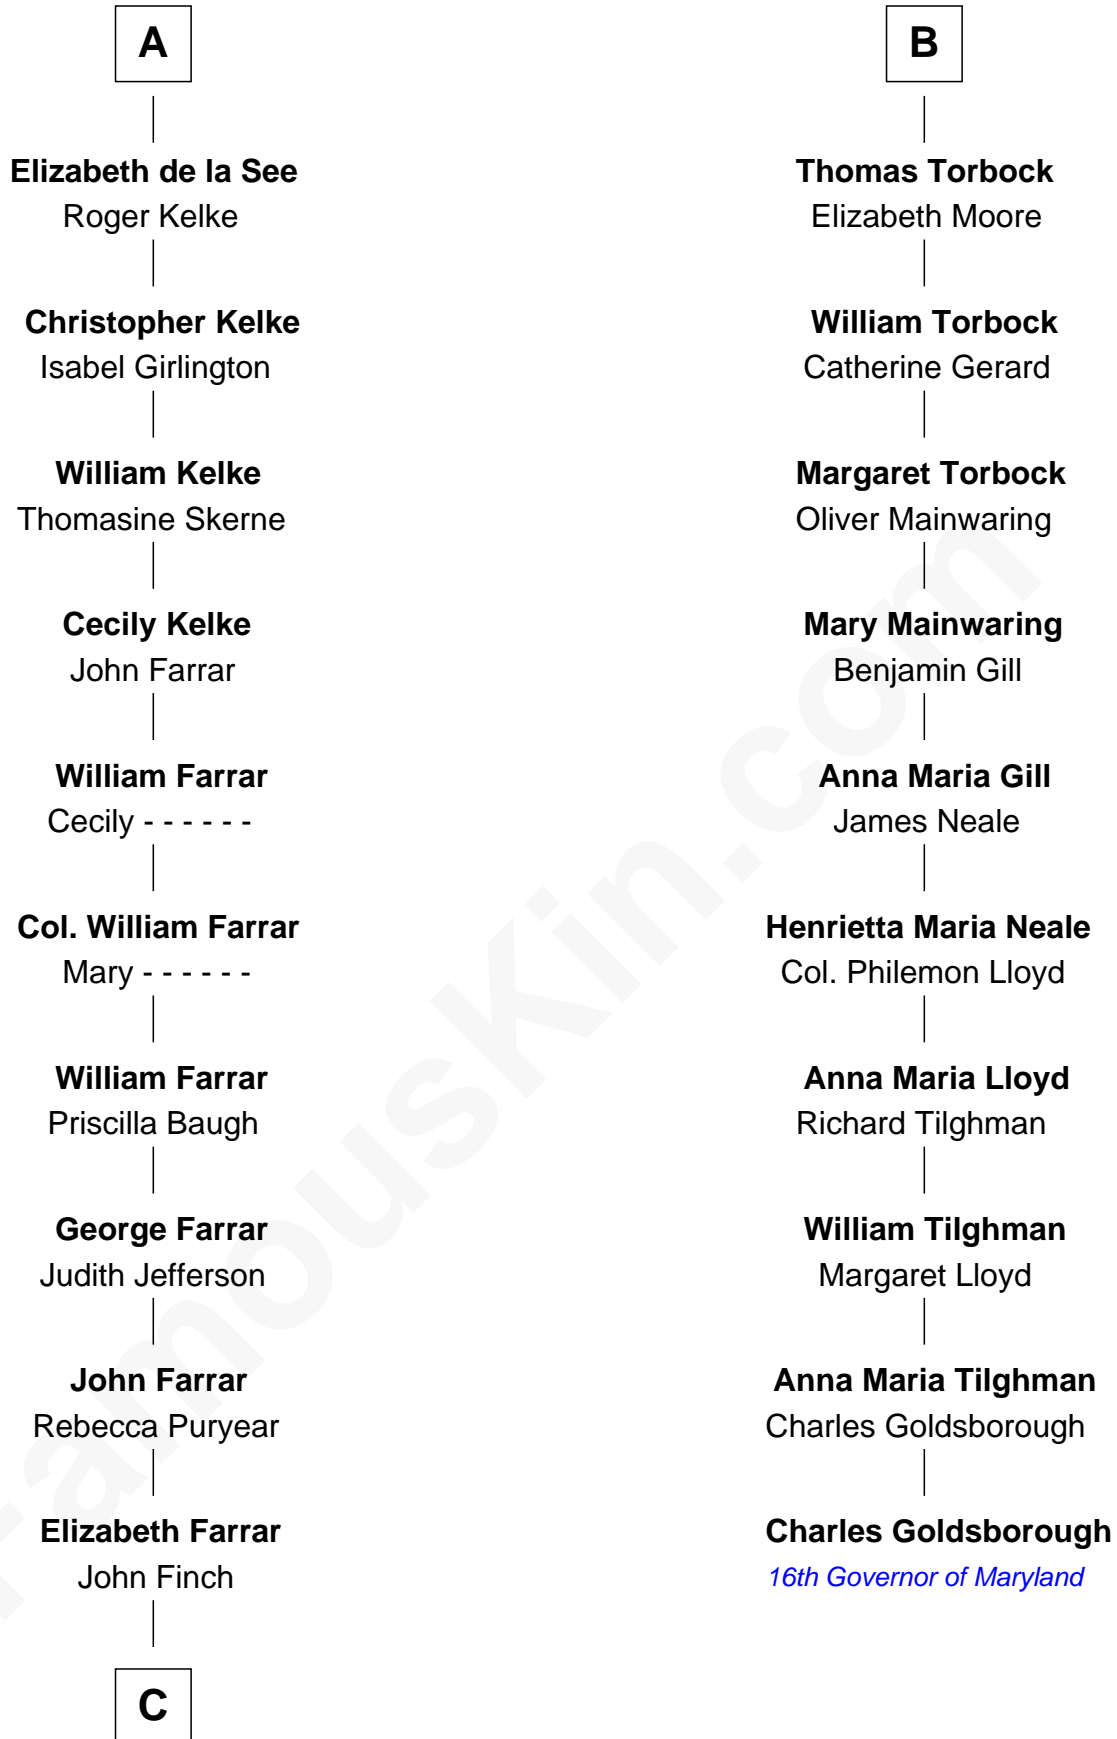 A
Elizabeth de la See
Roger Kelke
Christopher Kelke
Isabel Girlington
William Kelke
Thomasine Skerne
Cecily Kelke
John Farrar
William Farrar
Cecily - - - - - -
Col. William Farrar
Mary - - - - - -
William Farrar
Priscilla Baugh
George Farrar
Judith Jefferson
John Farrar
Rebecca Puryear
Elizabeth Farrar
John Finch
C
B
Thomas Torbock
Elizabeth Moore
William Torbock
Catherine Gerard
Margaret Torbock
Oliver Mainwaring
Mary Mainwaring
Benjamin Gill
Anna Maria Gill
James Neale
Henrietta Maria Neale
Col. Philemon Lloyd
Anna Maria Lloyd
Richard Tilghman
William Tilghman
Margaret Lloyd
Anna Maria Tilghman
Charles Goldsborough
Charles Goldsborough
16th Governor of Maryland
FamousKin.com